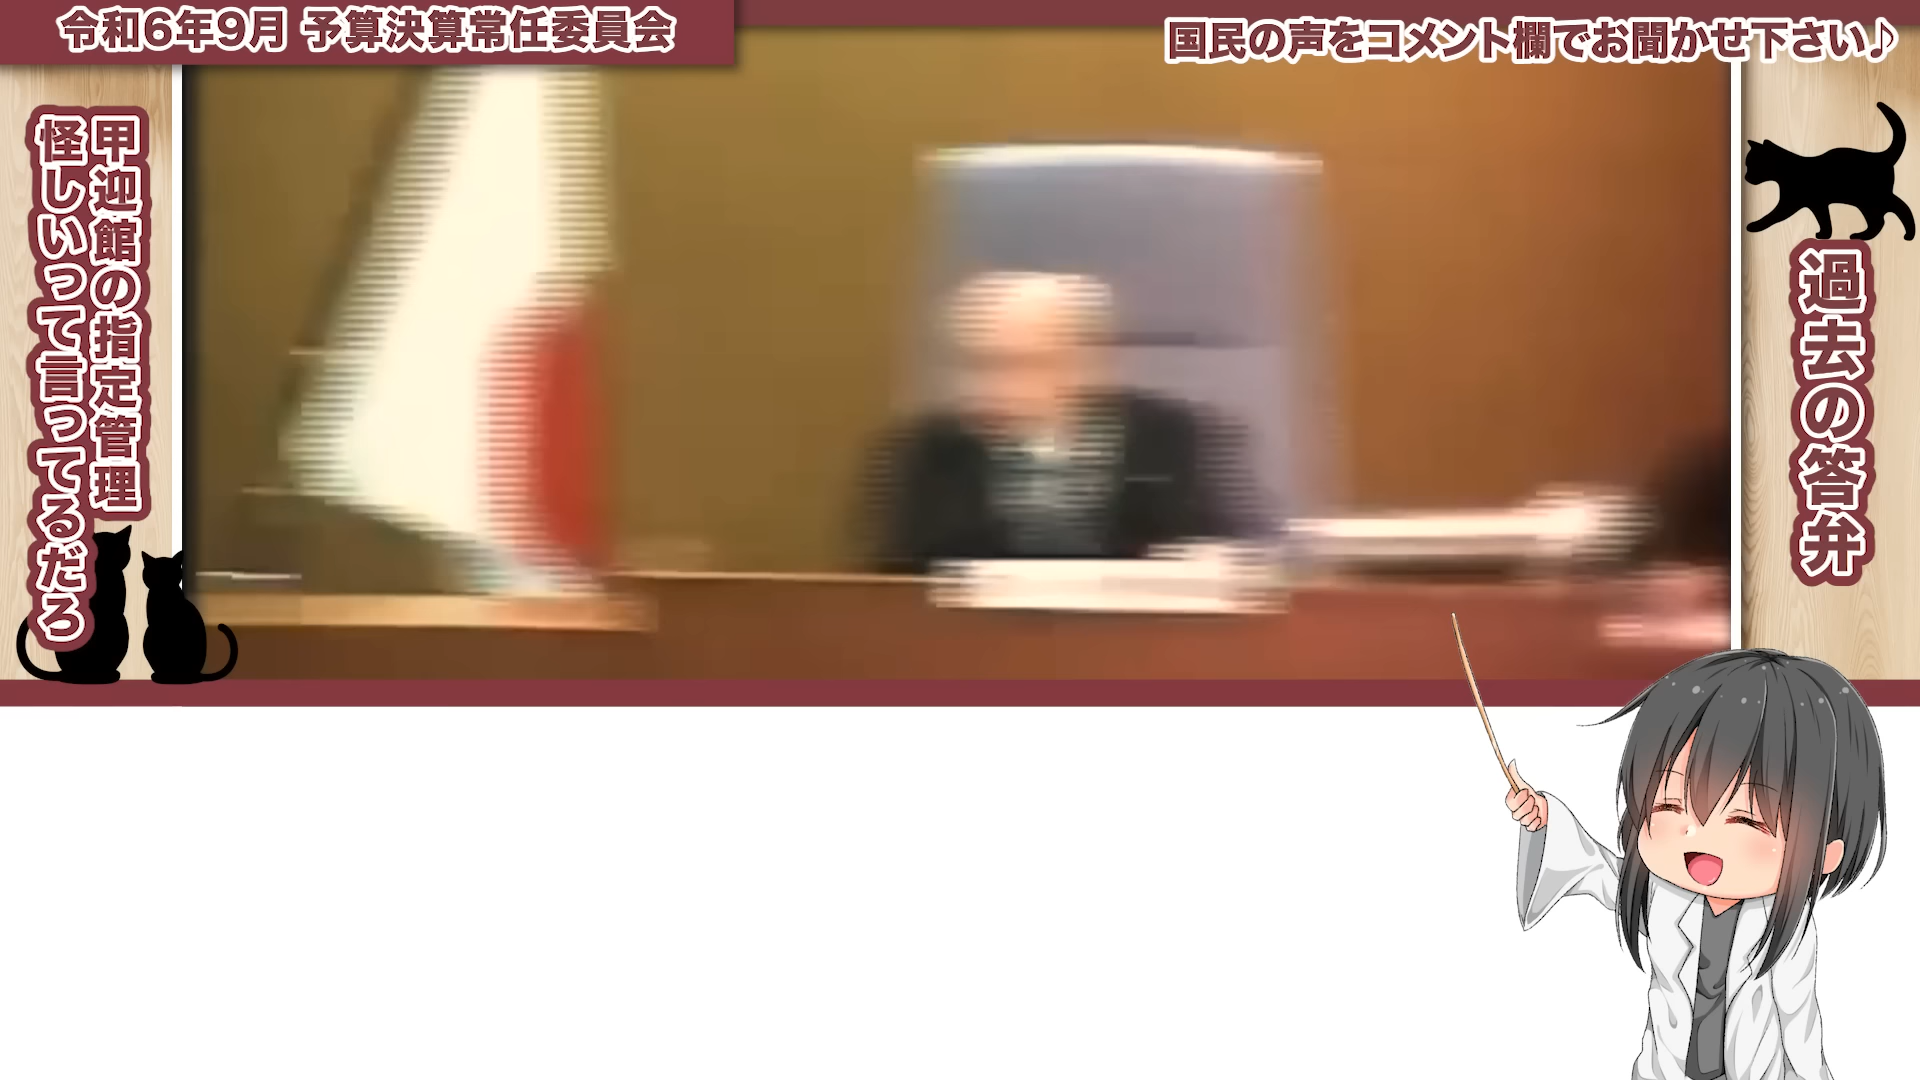 令和6年9月 予算決算常任委員会
国民の声をコメント欄でお聞かせ下さい♪
甲迎館の指定管理
怪しいって言ってるだろ
過去の答弁